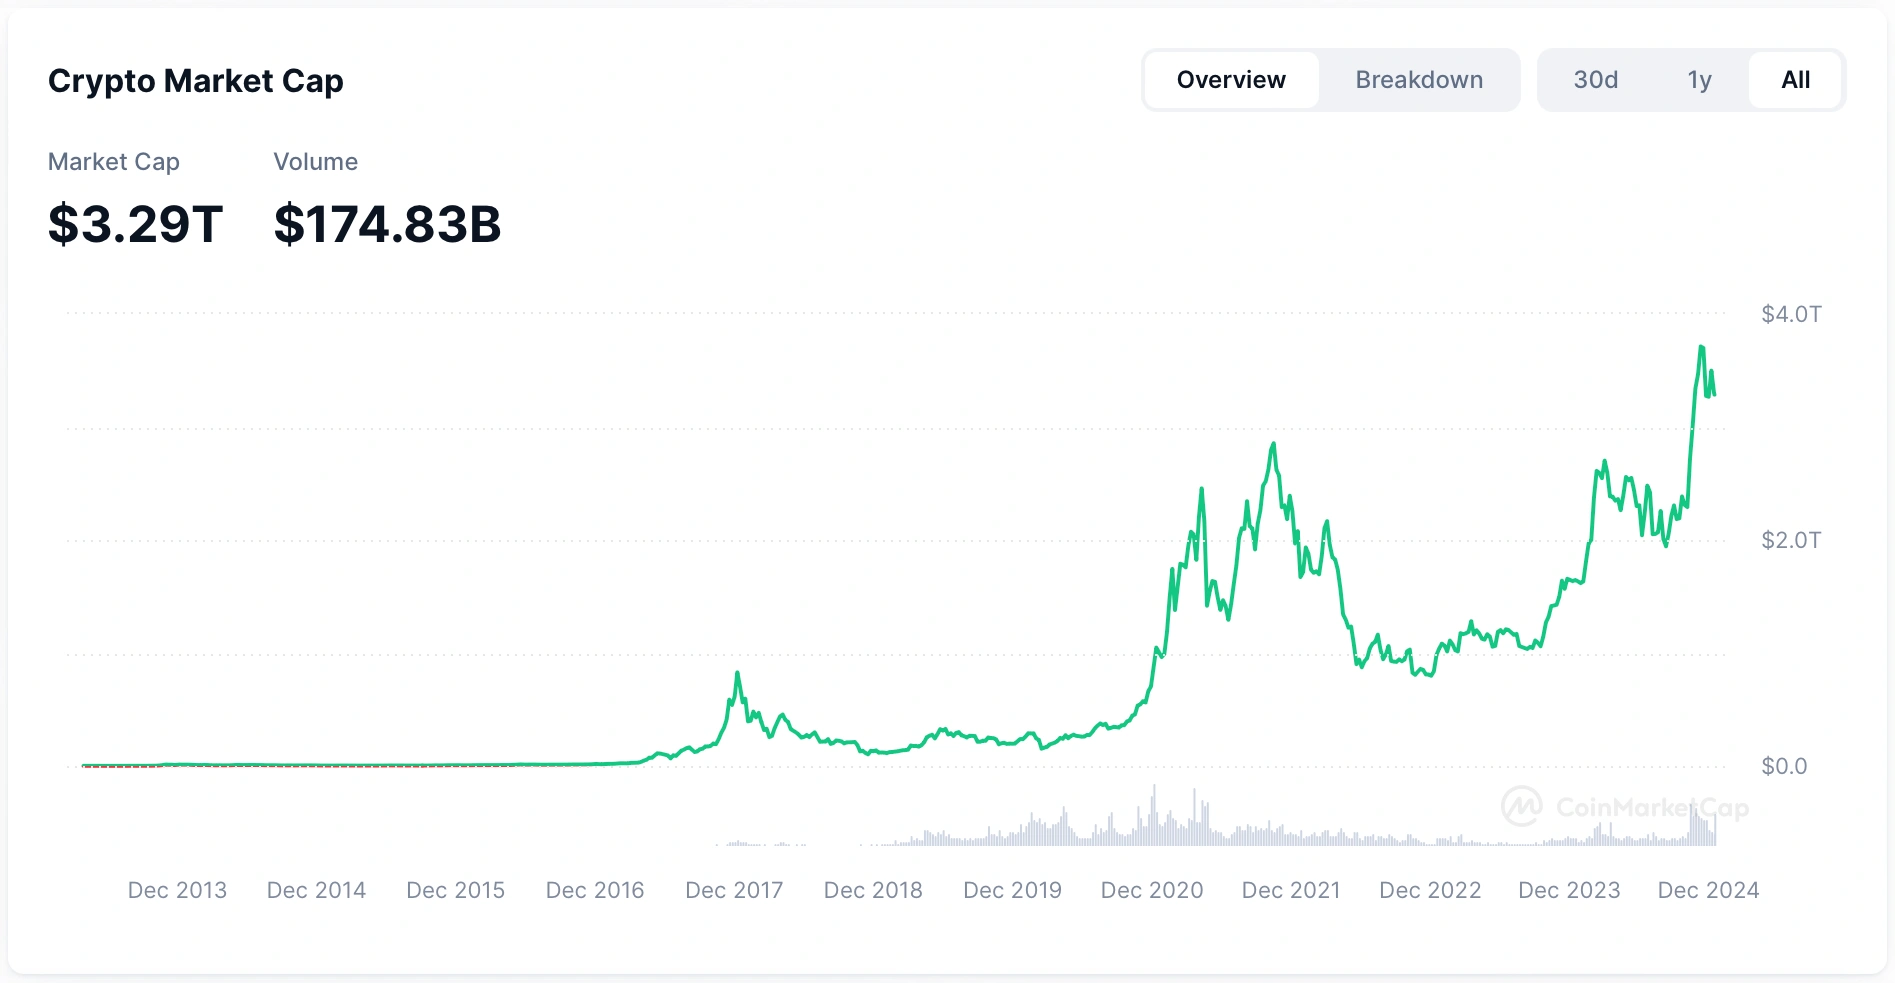 Crypto Market Cap
Overview Breakdown 30d 1y All
Market Cap Volume
$3.29T $174.83B
$4.0T
$2.0T
$0.0
CoinMarketCap
Dec 2013 Dec 2014 Dec 2015 Dec 2016 Dec 2017 Dec 2018 Dec 2019 Dec 2020 Dec 2021 Dec 2022 Dec 2023 Dec 2024